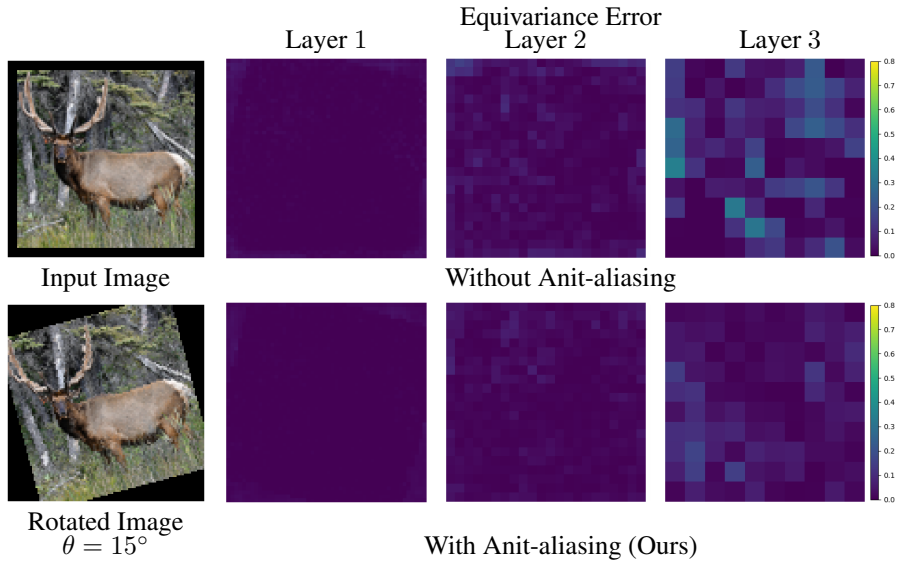 Equivariance Error
Layer 1
Layer 2
Layer 3
0.8
0.7
0.6
0.5
0.4
0.3
0.2
0.1
0.0
Input Image
Without Anit-aliasing
0.8
0.7
0.6
0.5
0.4
0.3
0.2
0.1
0.0
Rotated Image
θ = 15°
With Anit-aliasing (Ours)